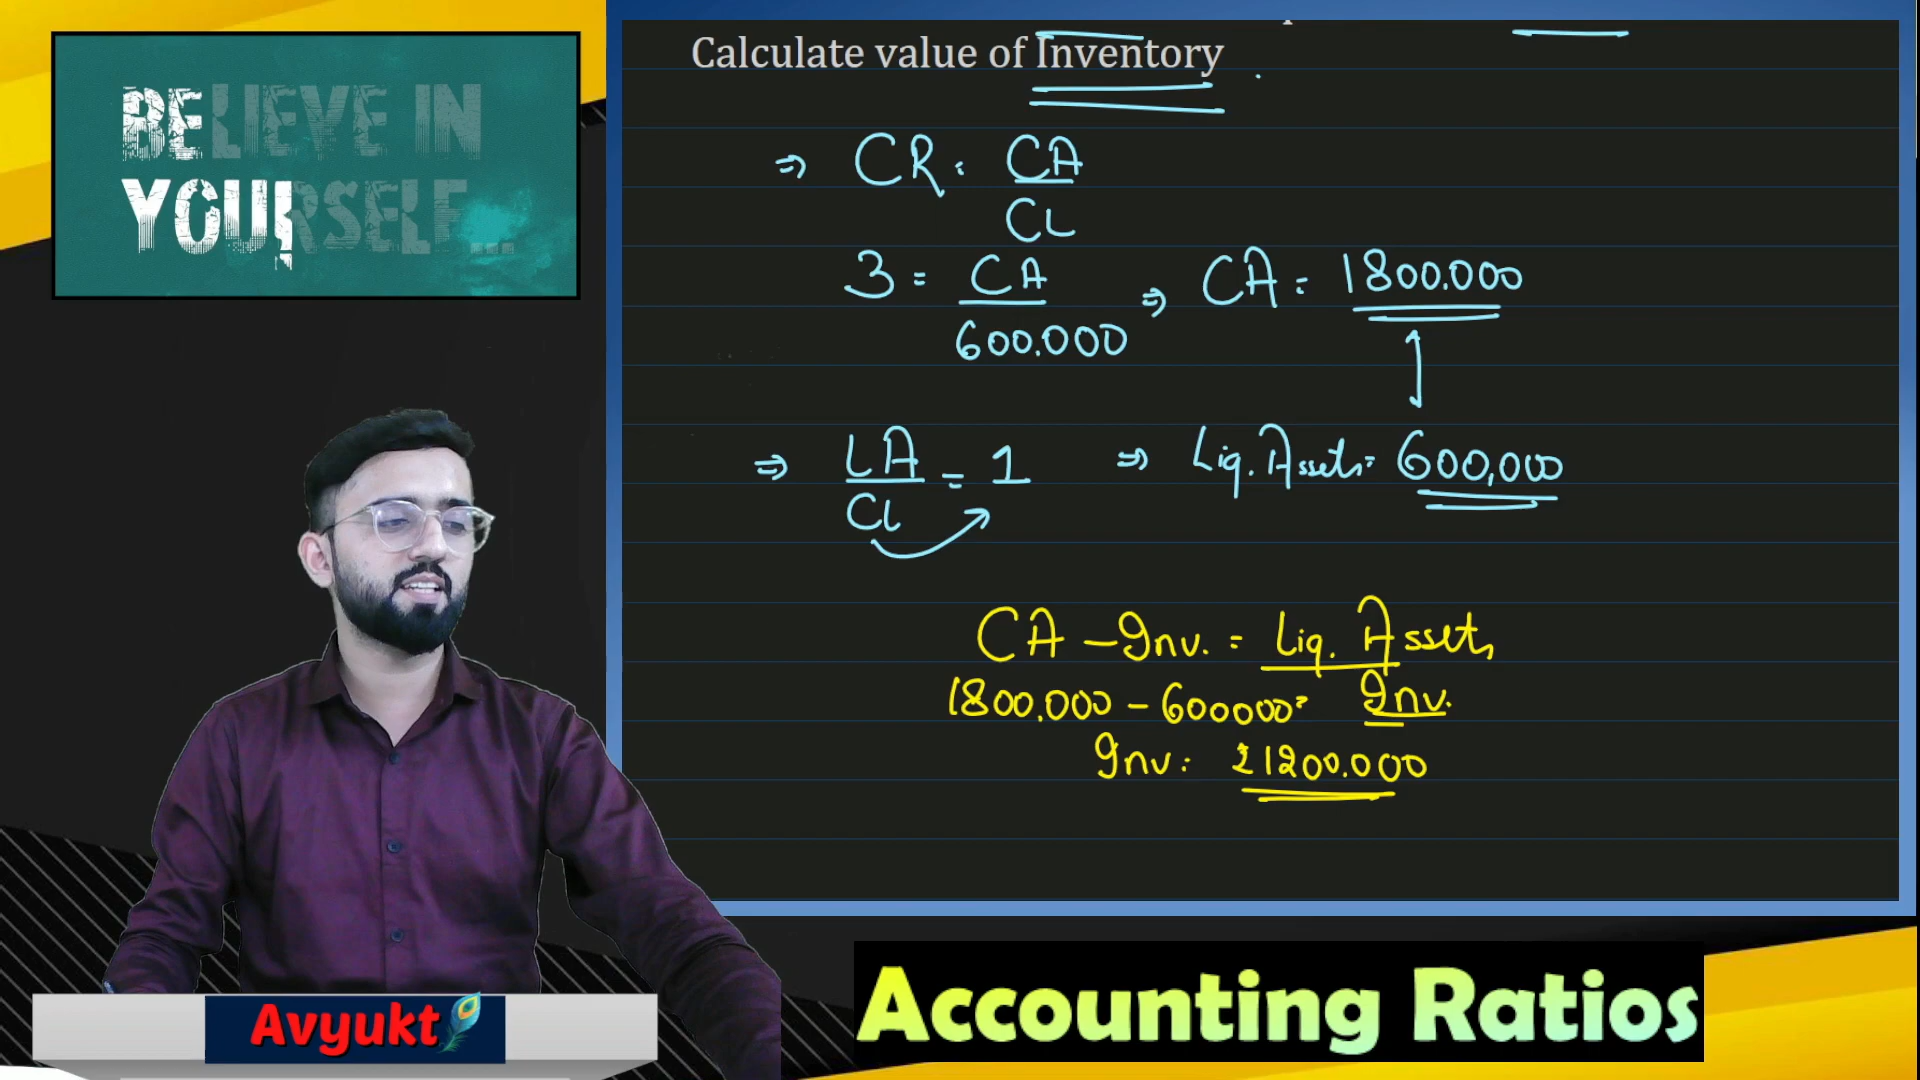 BELIEVE IN
YOURSELF...
Calculate value of Inventory
⇒ CR = CA
CL
3 = CA ⇒ CA = 1800.000
600.000
⇒ LA = 1 ⇒ Liq. Assets = 600,000
CL
CA - Inv. = Liq. Assets
1800.000 - 600000 = Inv.
Inv = ₹1200.000
Avyukt
Accounting Ratios